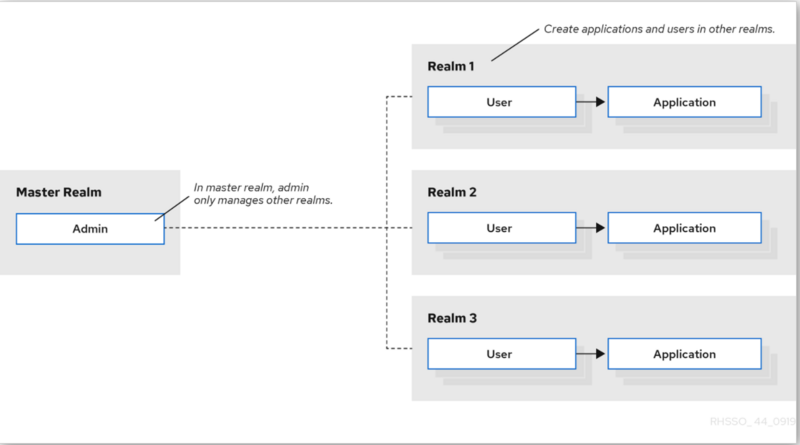 Create applications and users in other realms.
Realm 1
User
Application
Master Realm
In master realm, admin
only manages other realms.
Admin
Realm 2
User
Application
Realm 3
User
Application
RHSSO_44_0919